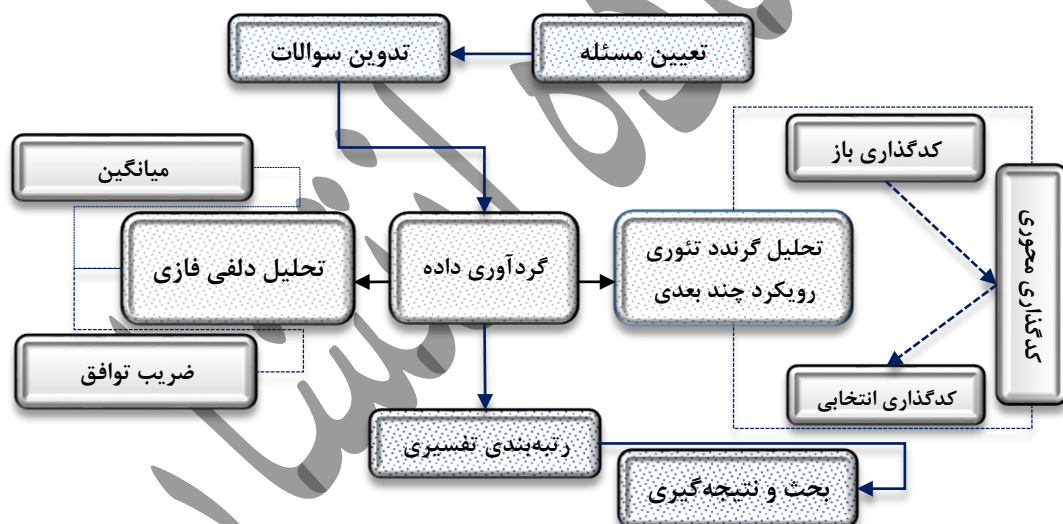 تعیین مسئله
تدوین سوالات
کدگذاری باز
میانگین
کدگذاری محوری
تحلیل گرندد تئوری
رویکرد چند بعدی
گردآوری داده
تحلیل دلفی فازی
ضریب توافق
کدگذاری انتخابی
رتبه‌بندی تفسیری
بحث و نتیجه‌گیری